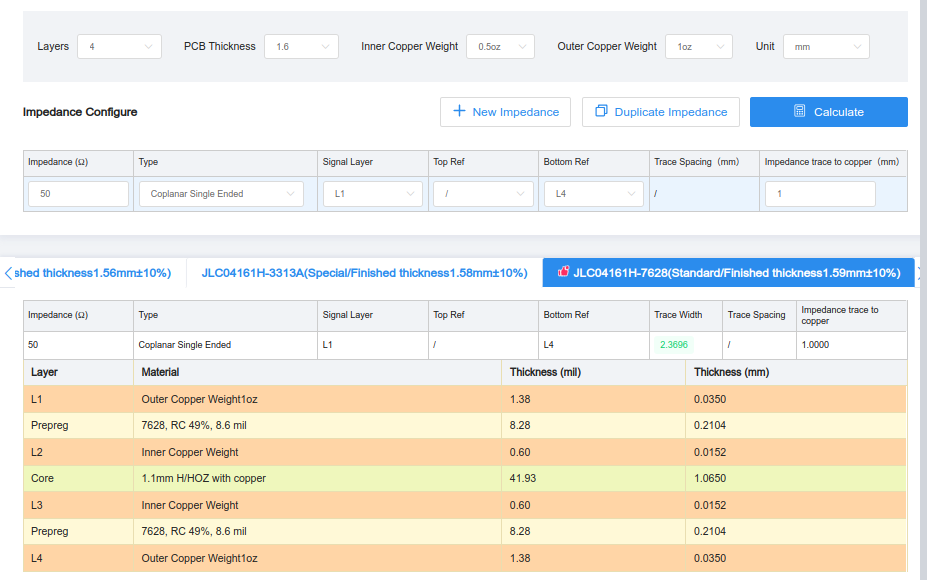 Layers 4 PCB Thickness 1.6 Inner Copper Weight 0.5oz Outer Copper Weight 1oz Unit mm
Impedance Configure New Impedance Duplicate Impedance Calculate
Impedance (Ω) Type Signal Layer Top Ref Bottom Ref Trace Spacing (mm) Impedance trace to copper (mm)
50 Coplanar Single Ended L1 / L4 / 1
shed thickness1.56mm±10%) JLC04161H-3313A(Special/Finished thickness1.58mm±10%) JLC04161H-7628(Standard/Finished thickness1.59mm±10%)
Impedance (Ω) Type Signal Layer Top Ref Bottom Ref Trace Width Trace Spacing Impedance trace to
copper
50 Coplanar Single Ended L1 / L4 2.3696 / 1.0000
Layer Material Thickness (mil) Thickness (mm)
L1 Outer Copper Weight1oz 1.38 0.0350
Prepreg 7628, RC 49%, 8.6 mil 8.28 0.2104
L2 Inner Copper Weight 0.60 0.0152
Core 1.1mm H/HOZ with copper 41.93 1.0650
L3 Inner Copper Weight 0.60 0.0152
Prepreg 7628, RC 49%, 8.6 mil 8.28 0.2104
L4 Outer Copper Weight1oz 1.38 0.0350